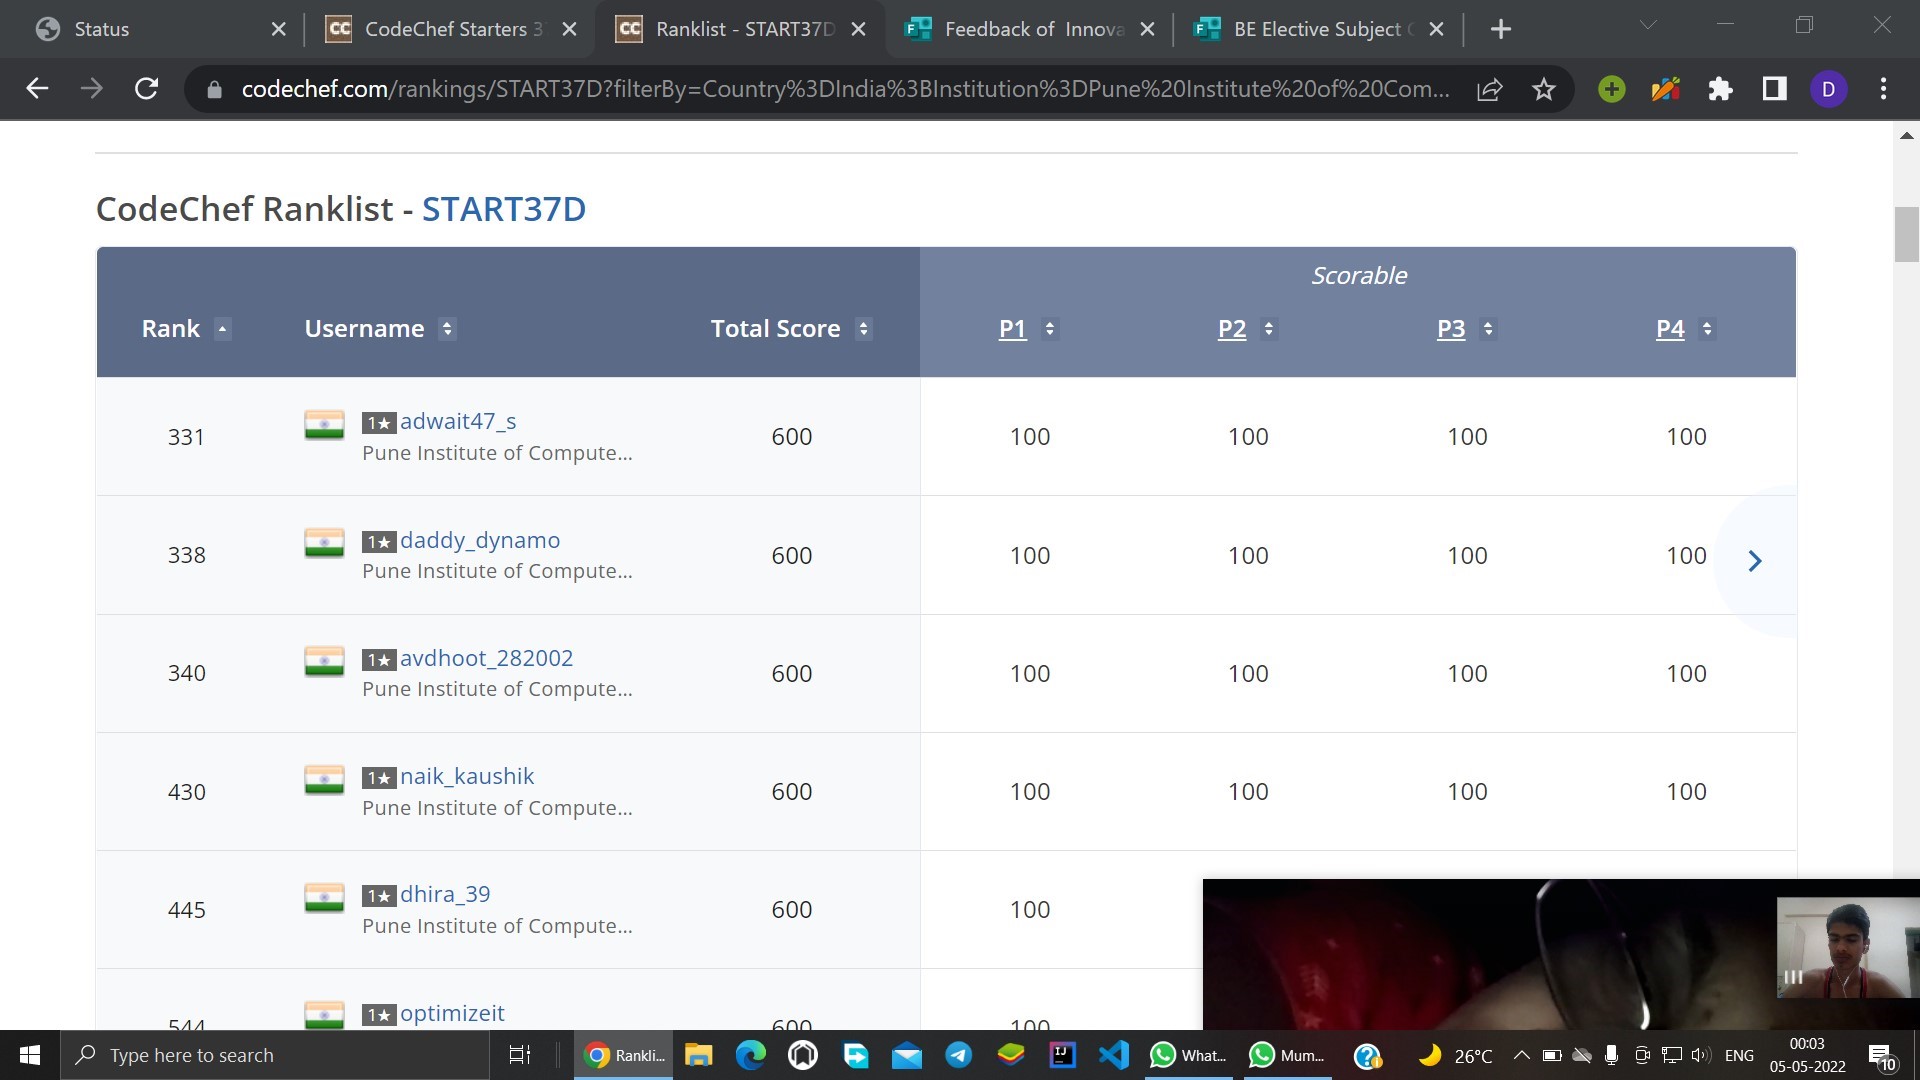 Status
CodeChef Starters 3
Ranklist - START37D
Feedback of Innova
BE Elective Subject
codechef.com/rankings/START37D?filterBy=Country%3DIndia%3BInstitution%3DPune%20Institute%20of%20Com...
D
CodeChef Ranklist - START37D
Scorable
Rank Username Total Score P1 P2 P3 P4
331 1★ adwait47_s 600 100 100 100 100
Pune Institute of Compute...
338 1★ daddy_dynamo 600 100 100 100 100
Pune Institute of Compute...
340 1★ avdhoot_282002 600 100 100 100 100
Pune Institute of Compute...
430 1★ naik_kaushik 600 100 100 100 100
Pune Institute of Compute...
445 1★ dhira_39 600 100
Pune Institute of Compute...
544 1★ optimizeit 600 100
Type here to search
Rankli...
What...
Mum...
26°C
ENG
00:03
05-05-2022
10